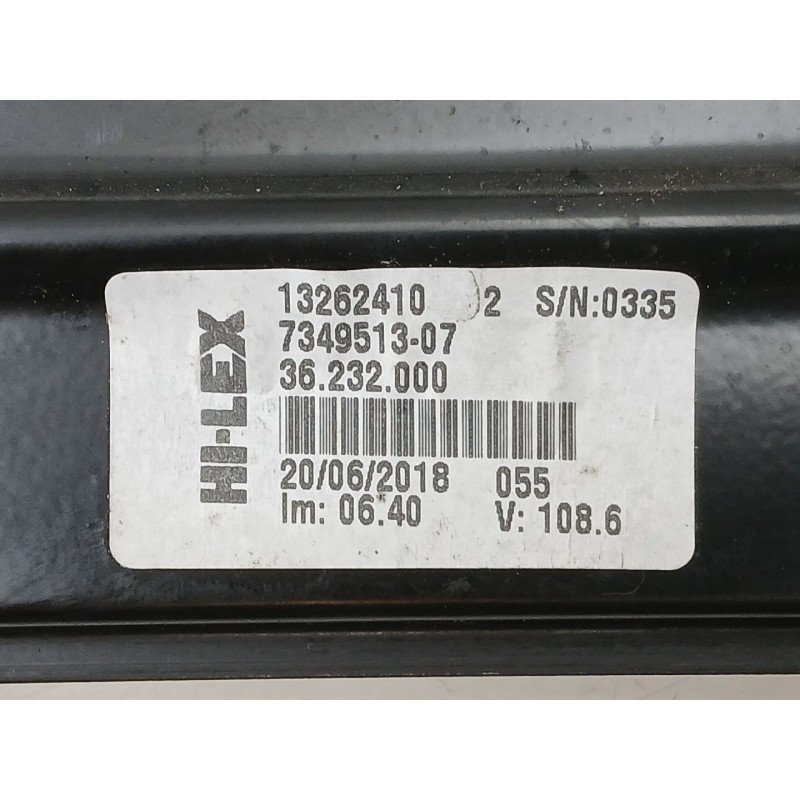 HI-LEX
13262410 2 S/N:0335
7349513-07
36.232.000
20/06/2018 055
Im: 06.40 V: 108.6